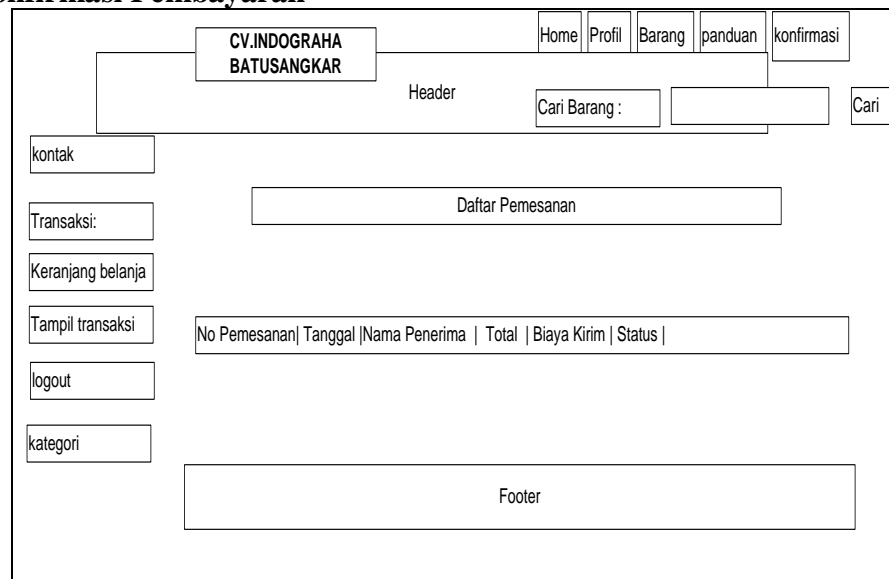 Pembayaran
CV.INDOGRAHA
BATUSANGKAR
Home Profil Barang panduan konfirmasi
Header
Cari Barang : Cari
kontak
Daftar Pemesanan
Transaksi:
Keranjang belanja
Tampil transaksi
No Pemesanan| Tanggal |Nama Penerima | Total | Biaya Kirim | Status |
logout
kategori
Footer